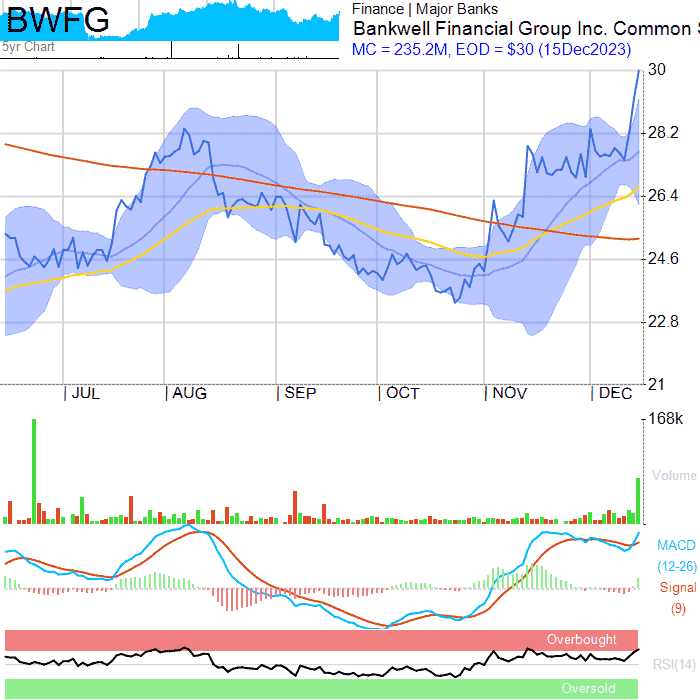 BWFG
5yr Chart
Finance | Major Banks
Bankwell Financial Group Inc. Common S
MC = 235.2M, EOD = $30 (15Dec2023)
30
28.2
26.4
24.6
22.8
21
JUL
AUG
SEP
OCT
NOV
DEC
168k
Volume
MACD
(12-26)
Signal
(9)
Overbought
RSI(14)
Oversold